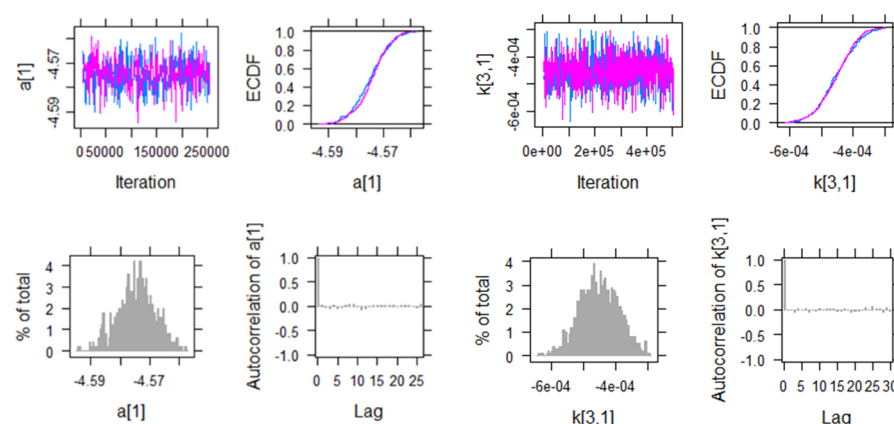 a[1]
-4.57
-4.59
0 50000 150000 250000
Iteration
ECDF
1.0
0.8
0.6
0.4
0.2
0.0
-4.59 -4.57
a[1]
k[3,1]
-4e-04
-6e-04
0e+00 2e+05 4e+05
Iteration
ECDF
1.0
0.8
0.6
0.4
0.2
0.0
-6e-04 -4e-04
k[3,1]
% of total
4
3
2
1
0
-4.59 -4.57
a[1]
Autocorrelation of a[1]
1.0
0.5
0.0
-0.5
-1.0
0 5 10 15 20 25
Lag
% of total
4
3
2
1
0
-6e-04 -4e-04
k[3,1]
Autocorrelation of k[3,1]
1.0
0.5
0.0
-0.5
-1.0
0 5 10 15 20 25 30
Lag